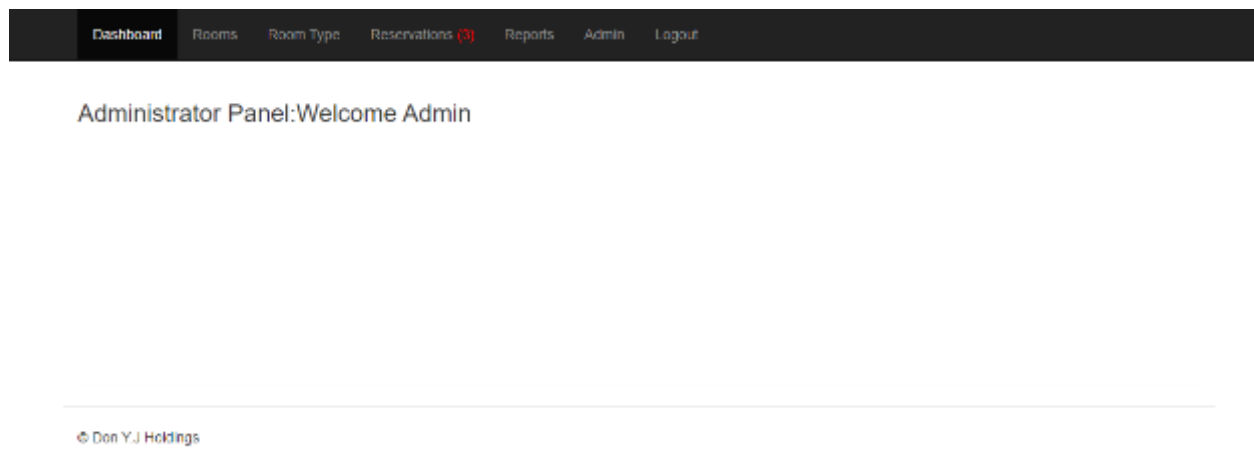 Dashboard Rooms Room Type Reservations (3) Reports Admin Logout
Administrator Panel:Welcome Admin
© Don Y.J Holdings